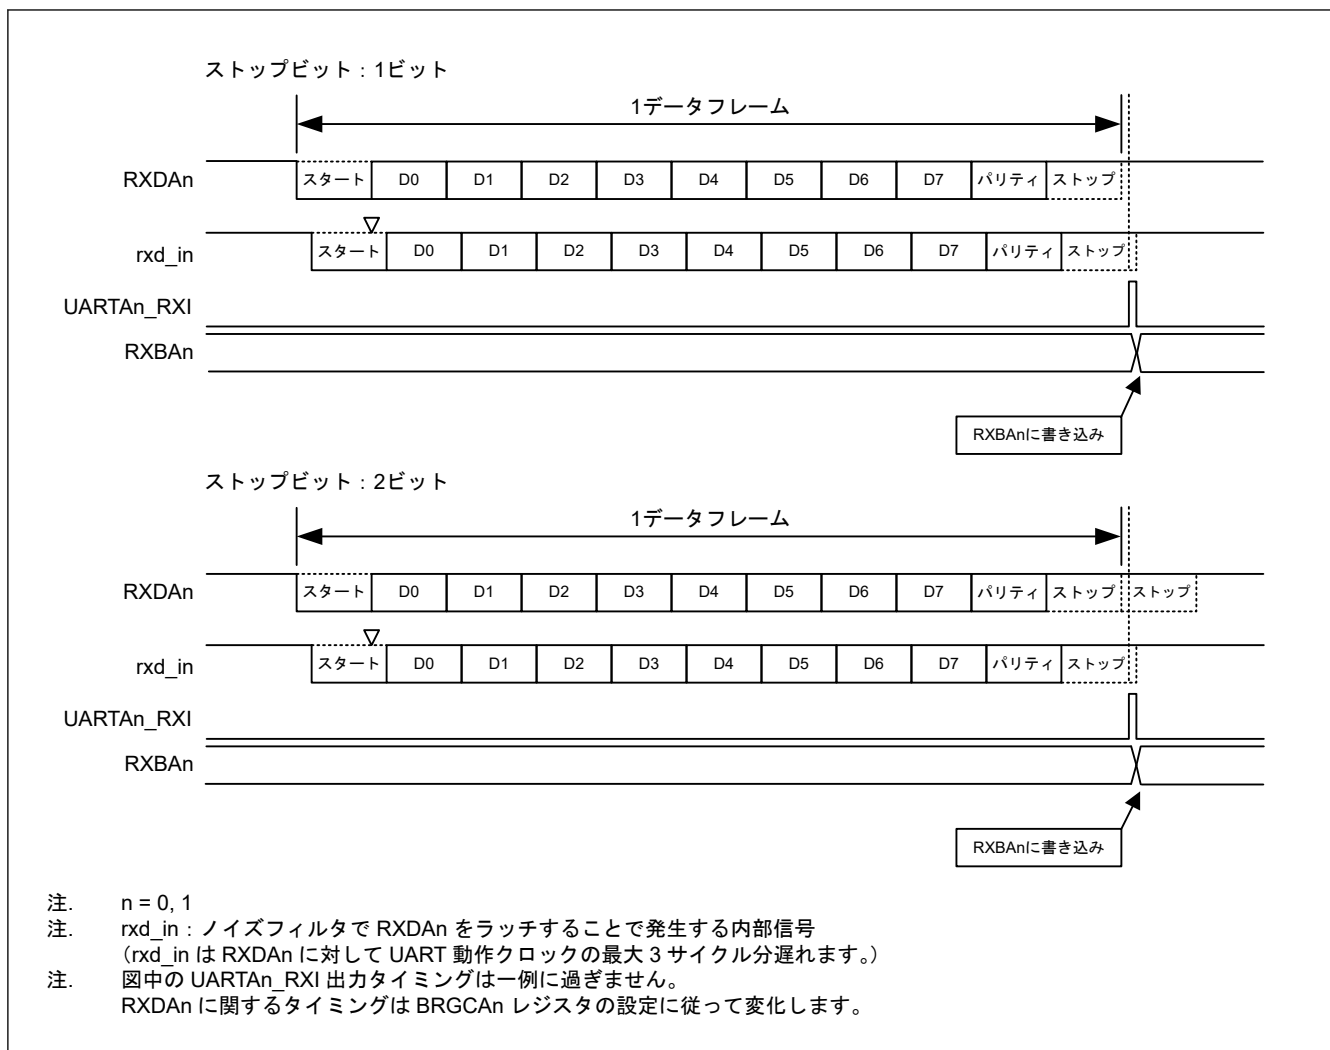 ストップビット：1ビット
1データフレーム
RXDAn
スタート D0 D1 D2 D3 D4 D5 D6 D7 パリティ ストップ
rxd_in
スタート D0 D1 D2 D3 D4 D5 D6 D7 パリティ ストップ
UARTAn_RXI
RXBAn
RXBAnに書き込み
ストップビット：2ビット
1データフレーム
RXDAn
スタート D0 D1 D2 D3 D4 D5 D6 D7 パリティ ストップ ストップ
rxd_in
スタート D0 D1 D2 D3 D4 D5 D6 D7 パリティ ストップ
UARTAn_RXI
RXBAn
RXBAnに書き込み
注. n = 0, 1
注. rxd_in：ノイズフィルタで RXDAn をラッチすることで発生する内部信号
（rxd_in は RXDAn に対して UART 動作クロックの最大 3 サイクル分遅れます。）
注. 図中の UARTAn_RXI 出力タイミングは一例に過ぎません。
RXDAn に関するタイミングは BRGCAn レジスタの設定に従って変化します。